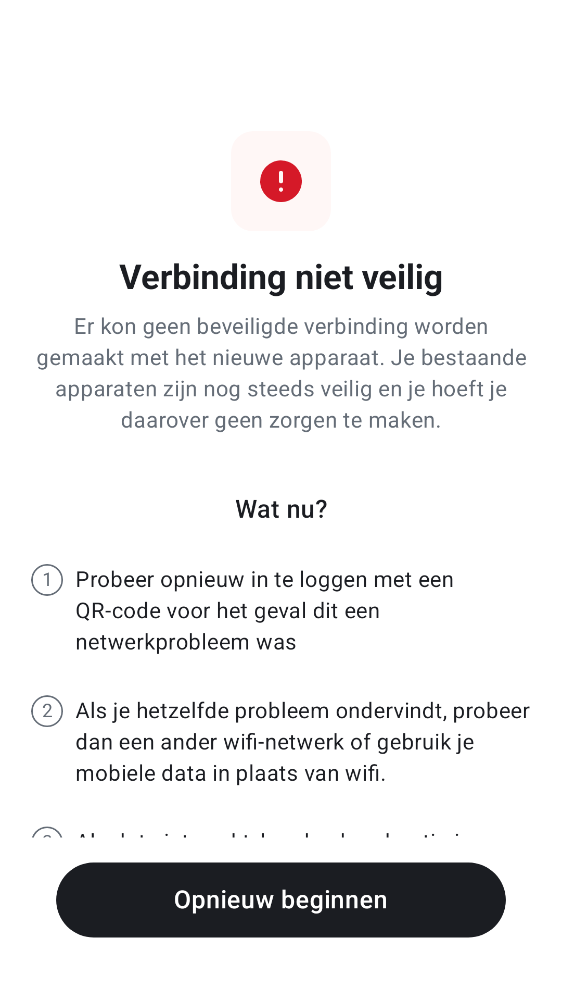 Verbinding niet veilig
Er kon geen beveiligde verbinding worden
gemaakt met het nieuwe apparaat. Je bestaande
apparaten zijn nog steeds veilig en je hoeft je
daarover geen zorgen te maken.
Wat nu?
1 Probeer opnieuw in te loggen met een
QR-code voor het geval dit een
netwerkprobleem was
2 Als je hetzelfde probleem ondervindt, probeer
dan een ander wifi-netwerk of gebruik je
mobiele data in plaats van wifi.
Opnieuw beginnen